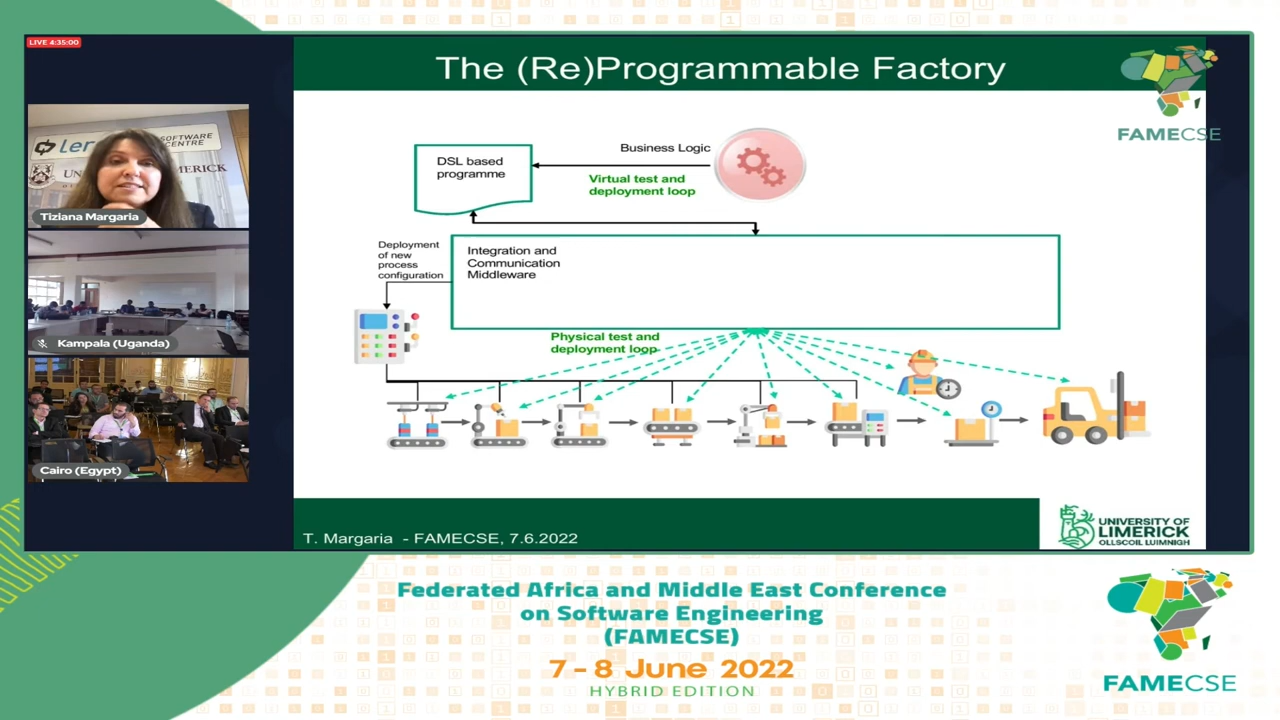 LIVE 4:35:00
The (Re)Programmable Factory
FAMECSE
Ler
SOFTWARE
CENTRE
Tiziana Margaria
Kampala (Uganda)
Cairo (Egypt)
DSL based
programme
Business Logic
Virtual test and
deployment loop
Deployment
of new
process
configuration
Integration and
Communication
Middleware
Physical test and
deployment loop
T. Margaria - FAMECSE, 7.6.2022
UNIVERSITY OF
LIMERICK
OLLSCOIL LUIMNIGH
Federated Africa and Middle East Conference
on Software Engineering
(FAMECSE)
7 - 8 June 2022
HYBRID EDITION
FAMECSE